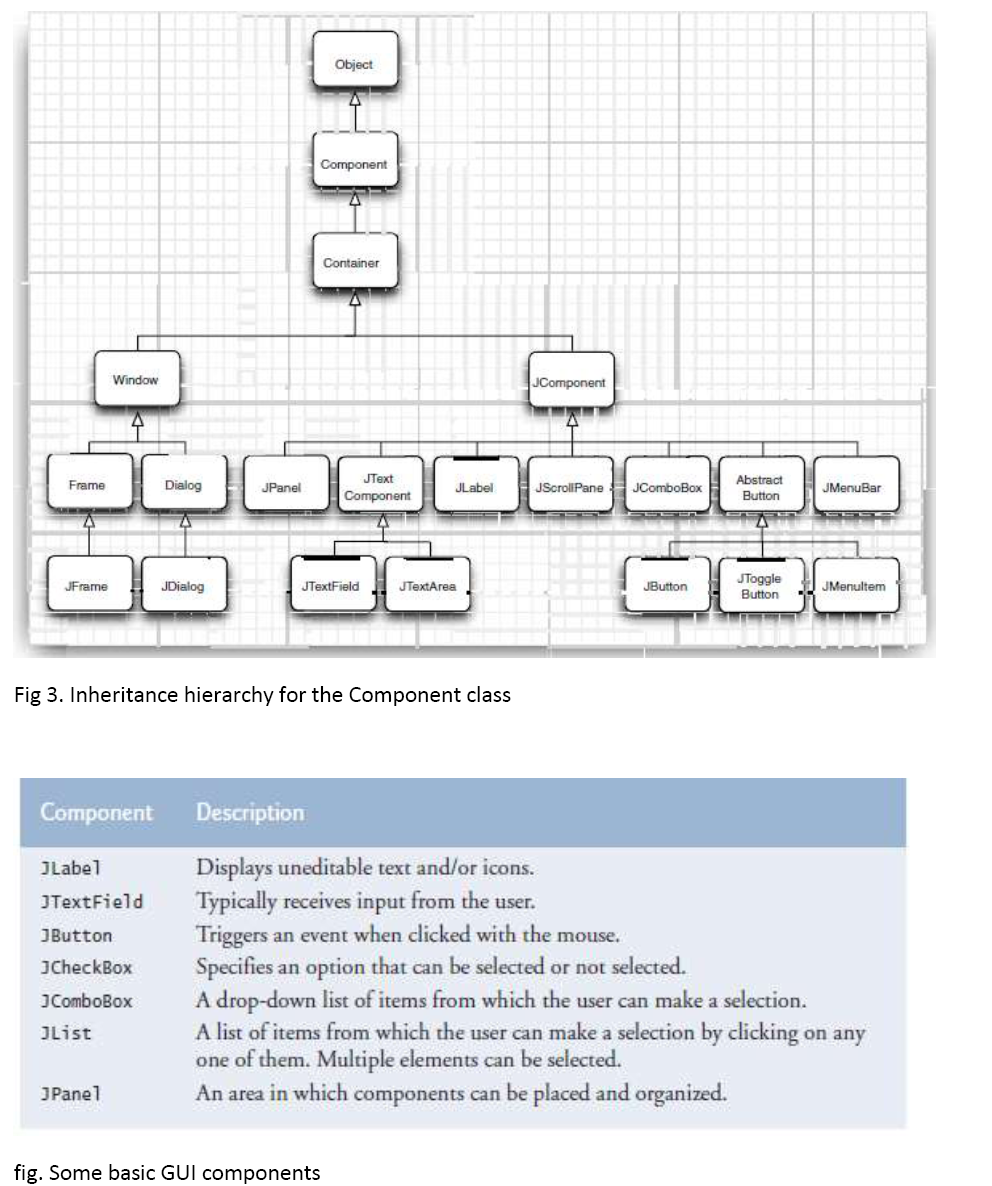 Object
Component
Container
Window
JComponent
Frame
Dialog
JPanel
JText
Component
JLabel
JScrollPane
JComboBox
Abstract
Button
JMenuBar
JFrame
JDialog
JTextField
JTextArea
JButton
JToggle
Button
JMenuItem
Fig 3. Inheritance hierarchy for the Component class
Component Description
JLabel Displays uneditable text and/or icons.
JTextField Typically receives input from the user.
JButton Triggers an event when clicked with the mouse.
JCheckBox Specifies an option that can be selected or not selected.
JComboBox A drop-down list of items from which the user can make a selection.
JList A list of items from which the user can make a selection by clicking on any
one of them. Multiple elements can be selected.
JPanel An area in which components can be placed and organized.
fig. Some basic GUI components